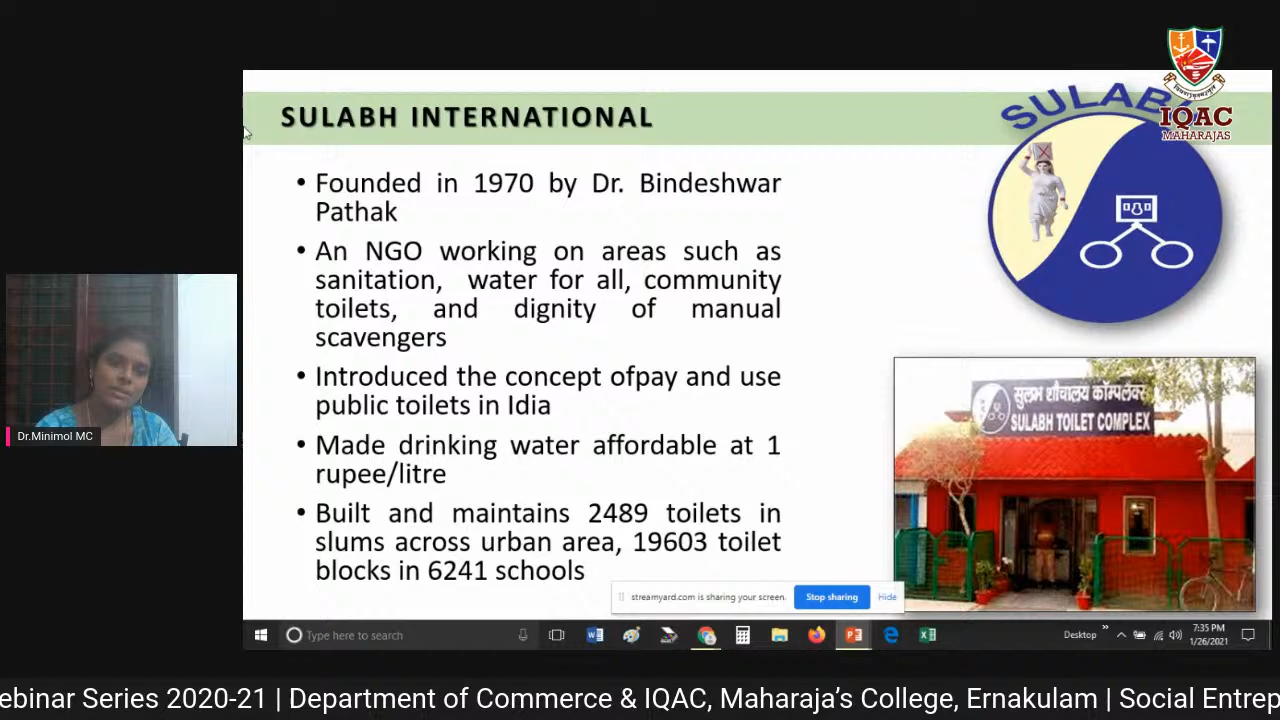 SULABH INTERNATIONAL
SULABH
IQAC
MAHARAJAS
• Founded in 1970 by Dr. Bindeshwar
Pathak
• An NGO working on areas such as
sanitation, water for all, community
toilets, and dignity of manual
scavengers
• Introduced the concept ofpay and use
public toilets in Idia
• Made drinking water affordable at 1
rupee/litre
• Built and maintains 2489 toilets in
slums across urban area, 19603 toilet
blocks in 6241 schools
सुलभ शौचालय कॉम्पलेक्स
SULABH TOILET COMPLEX
Dr.Minimol MC
streamyard.com is sharing your screen.
Stop sharing
Hide
Type here to search
Desktop
7:35 PM
1/26/2021
ebinar Series 2020-21 | Department of Commerce & IQAC, Maharaja's College, Ernakulam | Social Entrep